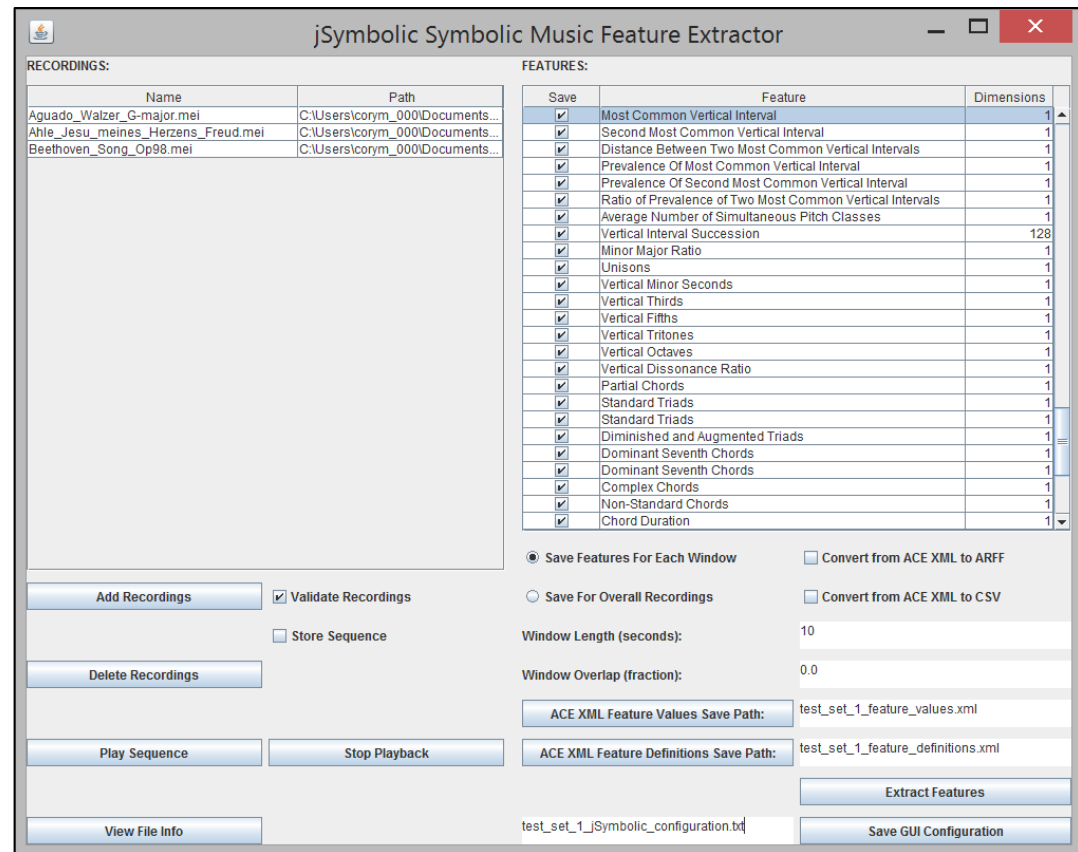 jSymbolic Symbolic Music Feature Extractor
RECORDINGS:
Name Path
Aguado_Walzer_G-major.mei C:\Users\corym_000\Documents...
Ahle_Jesu_meines_Herzens_Freud.mei C:\Users\corym_000\Documents...
Beethoven_Song_Op98.mei C:\Users\corym_000\Documents...
Add Recordings
Validate Recordings
Store Sequence
Delete Recordings
Play Sequence
Stop Playback
View File Info
FEATURES:
Save Feature Dimensions
Most Common Vertical Interval 1
Second Most Common Vertical Interval 1
Distance Between Two Most Common Vertical Intervals 1
Prevalence Of Most Common Vertical Interval 1
Prevalence Of Second Most Common Vertical Interval 1
Ratio of Prevalence of Two Most Common Vertical Intervals 1
Average Number of Simultaneous Pitch Classes 1
Vertical Interval Succession 128
Minor Major Ratio 1
Unisons 1
Vertical Minor Seconds 1
Vertical Thirds 1
Vertical Fifths 1
Vertical Tritones 1
Vertical Octaves 1
Vertical Dissonance Ratio 1
Partial Chords 1
Standard Triads 1
Standard Triads 1
Diminished and Augmented Triads 1
Dominant Seventh Chords 1
Dominant Seventh Chords 1
Complex Chords 1
Non-Standard Chords 1
Chord Duration 1
Save Features For Each Window
Convert from ACE XML to ARFF
Save For Overall Recordings
Convert from ACE XML to CSV
Window Length (seconds): 10
Window Overlap (fraction): 0.0
ACE XML Feature Values Save Path: test_set_1_feature_values.xml
ACE XML Feature Definitions Save Path: test_set_1_feature_definitions.xml
Extract Features
test_set_1_jSymbolic_configuration.txt
Save GUI Configuration